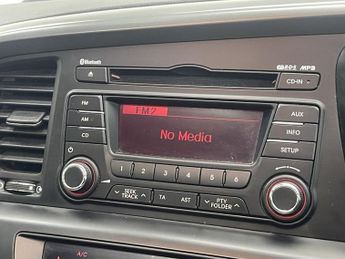 Bluetooth
RDS MP3
CD-IN
FM
AM
CD
FM2
No Media
AUX
INFO
SETUP
1 2 3 4 5 6
SEEK
TRACK
TA
AST
PTY
FOLDER
A/C